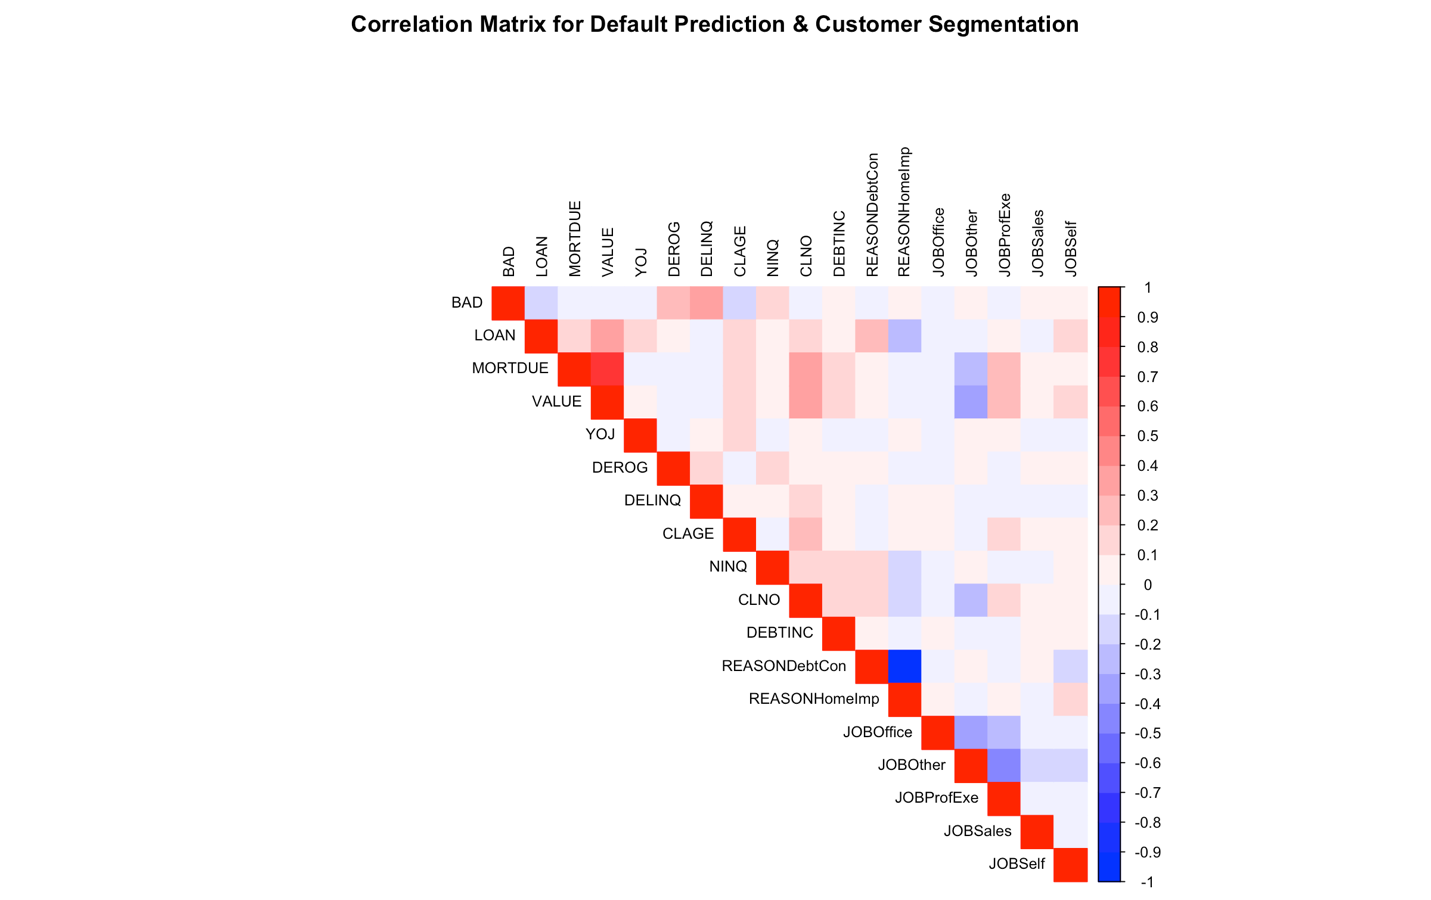 Correlation Matrix for Default Prediction & Customer Segmentation
BAD
LOAN
MORTDUE
VALUE
YOJ
DEROG
DELINQ
CLAGE
NINQ
CLNO
DEBTINC
REASONDebtCon
REASONHomeImp
JOBOffice
JOBOther
JOBProfExe
JOBSales
JOBSelf
BAD
LOAN
MORTDUE
VALUE
YOJ
DEROG
DELINQ
CLAGE
NINQ
CLNO
DEBTINC
REASONDebtCon
REASONHomeImp
JOBOffice
JOBOther
JOBProfExe
JOBSales
JOBSelf
1
0.9
0.8
0.7
0.6
0.5
0.4
0.3
0.2
0.1
0
-0.1
-0.2
-0.3
-0.4
-0.5
-0.6
-0.7
-0.8
-0.9
-1